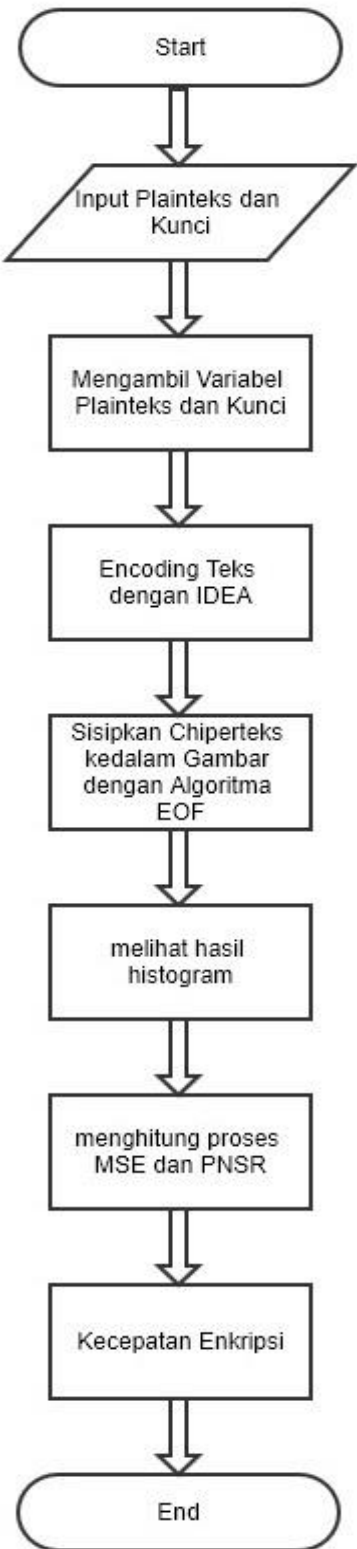 Start
Input Plainteks dan
Kunci
Mengambil Variabel
Plainteks dan Kunci
Encoding Teks
dengan IDEA
Sisipkan Chiperteks
kedalam Gambar
dengan Algoritma
EOF
melihat hasil
histogram
menghitung proses
MSE dan PNSR
Kecepatan Enkripsi
End